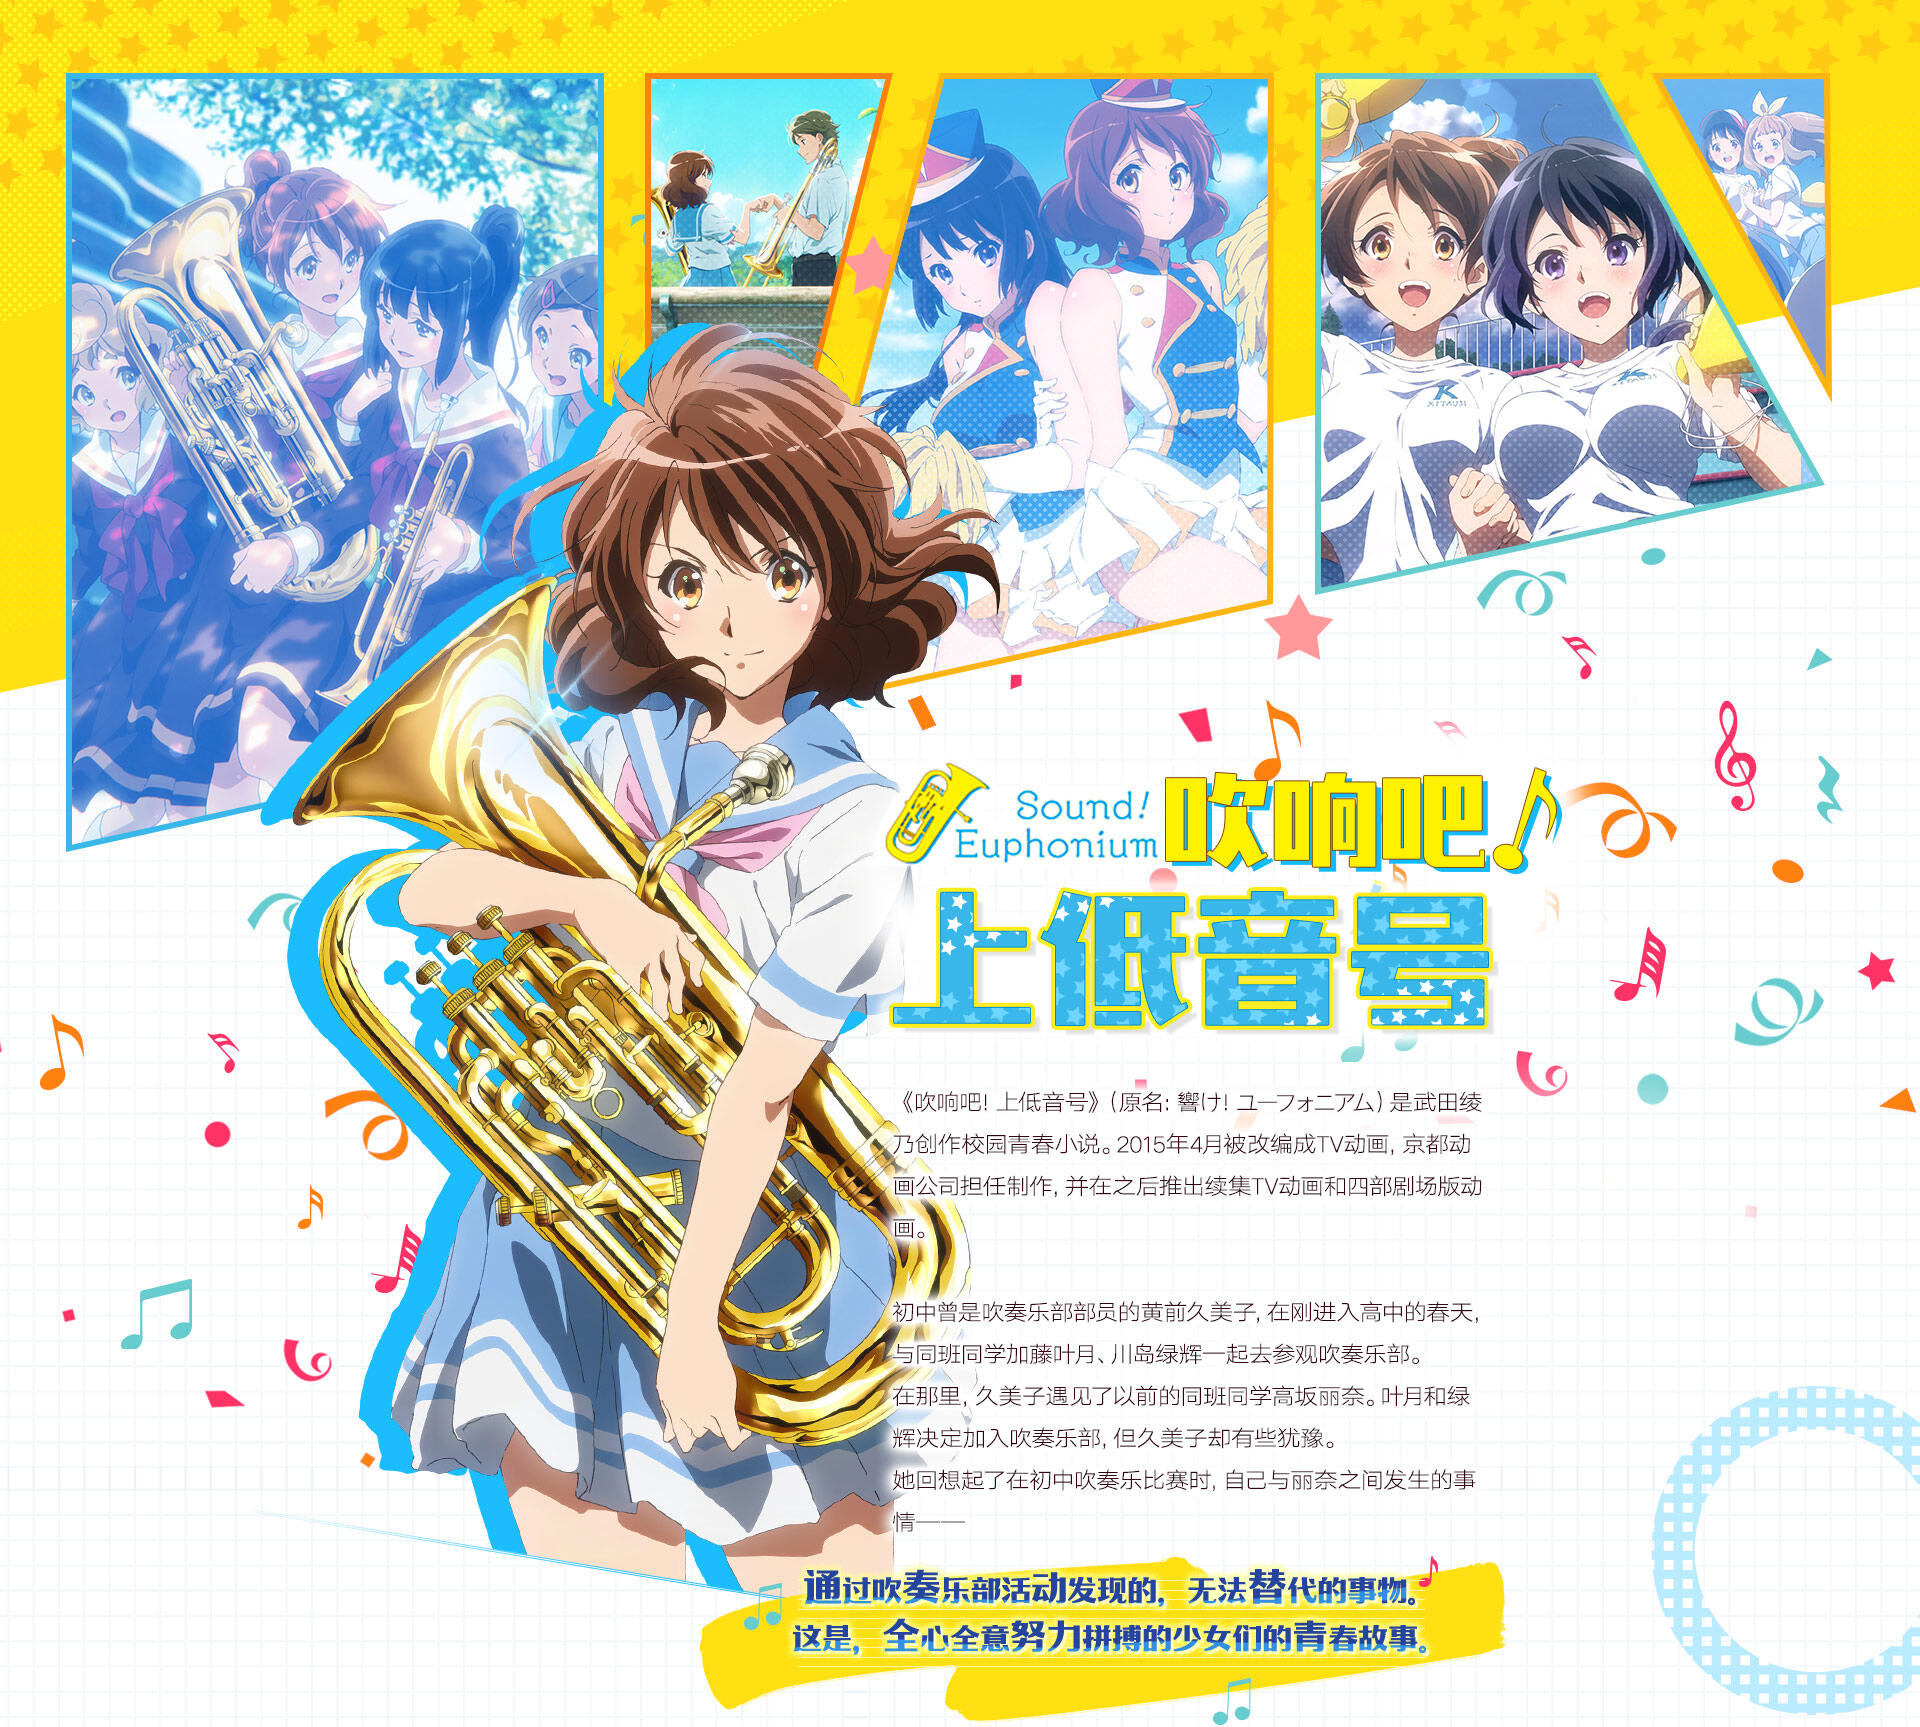 Sound!
Euphonium
吹响吧♪
上低音号
《吹响吧! 上低音号》(原名: 響け! ユーフォニアム) 是武田绫
乃创作校园青春小说。2015年4月被改编成TV动画, 京都动
画公司担任制作, 并在之后推出续集TV动画和四部剧场版动
画。
初中曾是吹奏乐部部员的黄前久美子, 在刚进入高中的春天,
与同班同学加藤叶月、川岛绿辉一起去参观吹奏乐部。
在那里, 久美子遇见了以前的同班同学高坂丽奈。叶月和绿
辉决定加入吹奏乐部, 但久美子却有些犹豫。
她回想起了在初中吹奏乐比赛时, 自己与丽奈之间发生的事
情——
通过吹奏乐部活动发现的, 无法替代的事物。
这是, 全心全意努力拼搏的少女们的青春故事。
K
KITAUJI
KITAUJI